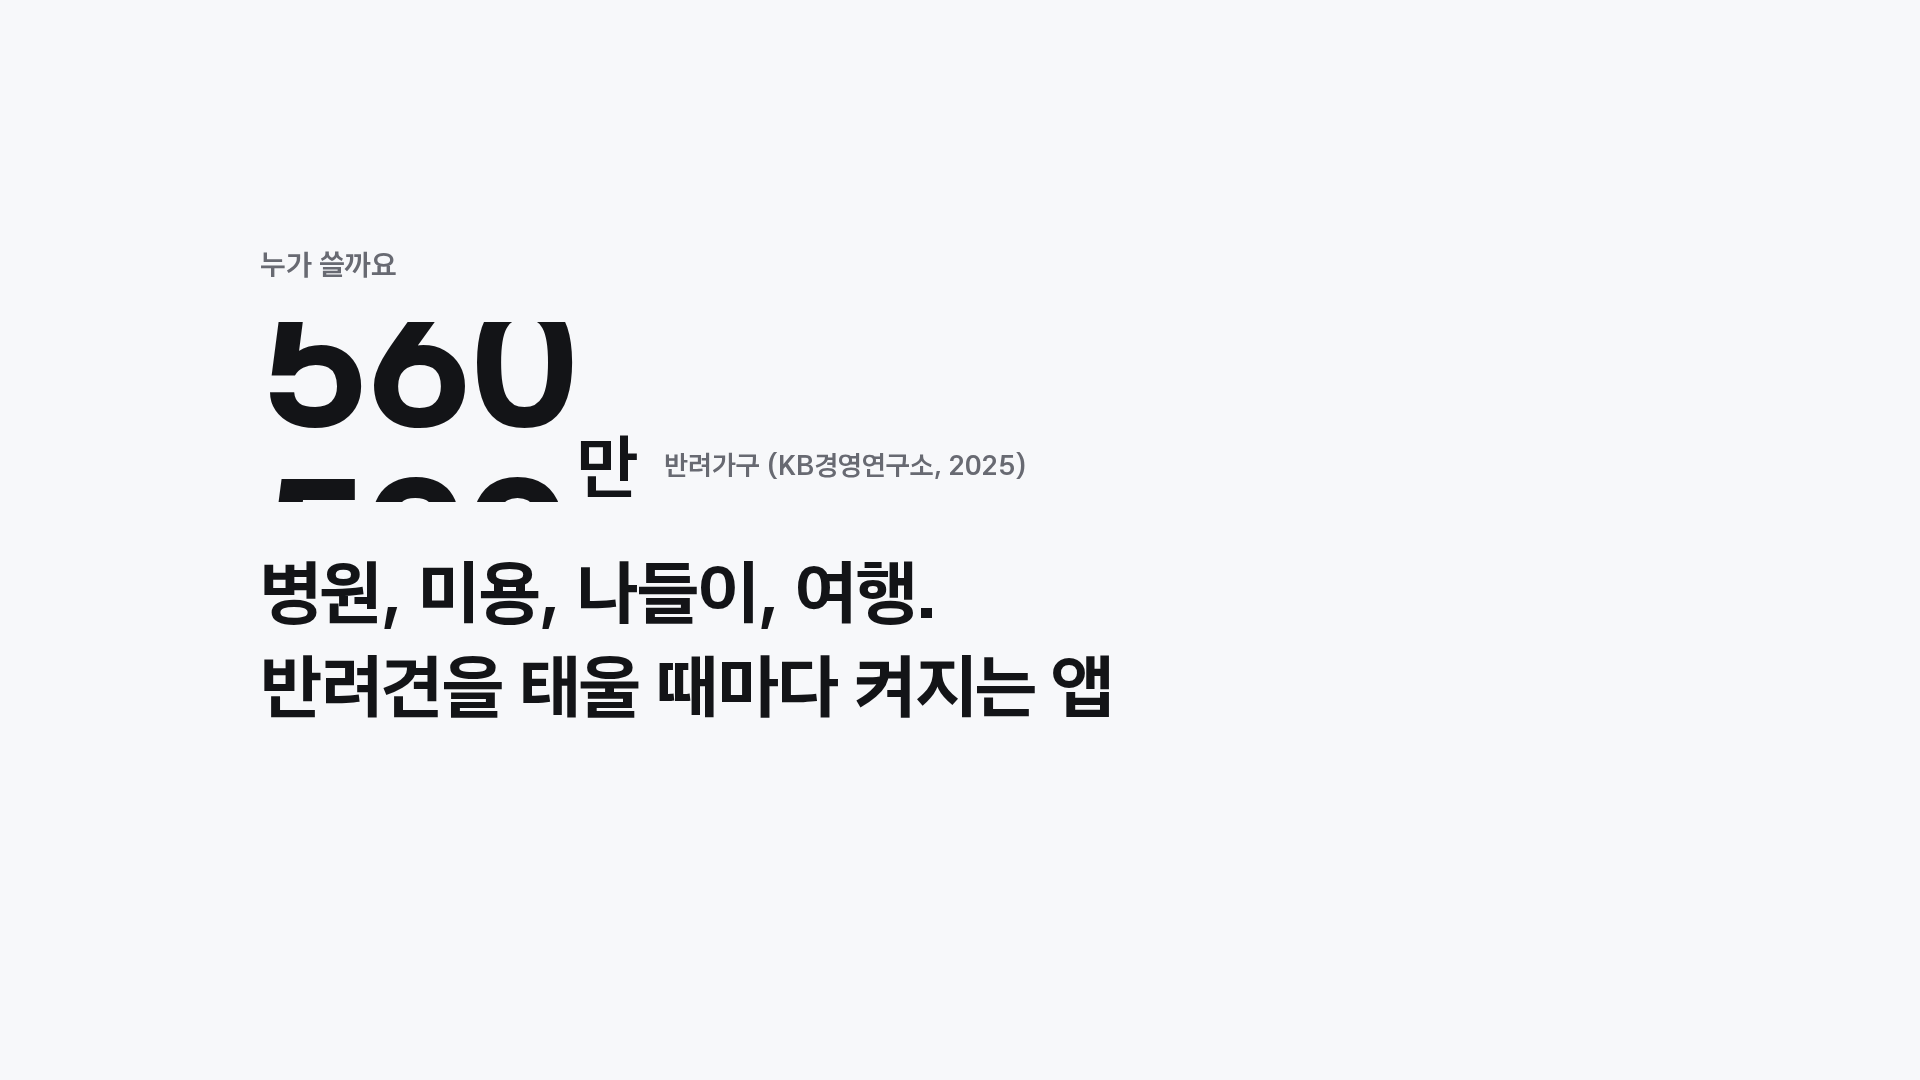 누가 쓸까요
560
만 반려가구 (KB경영연구소, 2025)
병원, 미용, 나들이, 여행.
반려견을 태울 때마다 켜지는 앱